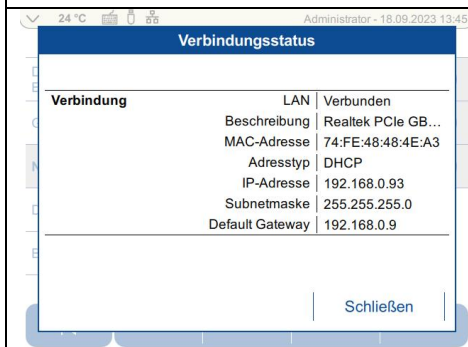 24 °C
Administrator - 18.09.2023 13:45
Verbindungsstatus
Verbindung
LAN Verbunden
Beschreibung Realtek PCIe GB...
MAC-Adresse 74:FE:48:48:4E:A3
Adresstyp DHCP
IP-Adresse 192.168.0.93
Subnetmaske 255.255.255.0
Default Gateway 192.168.0.9
Schließen